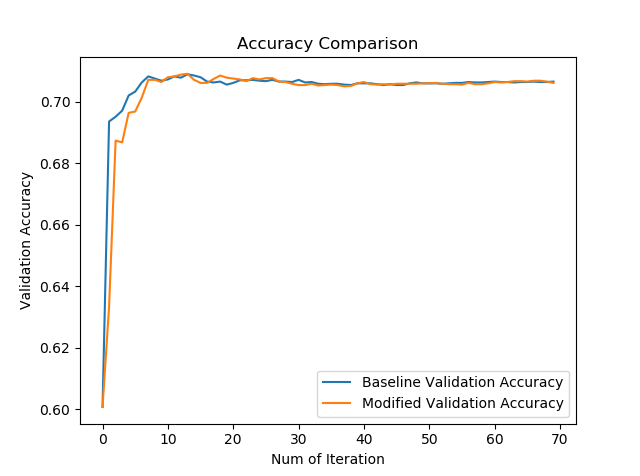 Accuracy Comparison
Validation Accuracy
0.70
0.68
0.66
0.64
0.62
0.60
Baseline Validation Accuracy
Modified Validation Accuracy
0 10 20 30 40 50 60 70
Num of Iteration